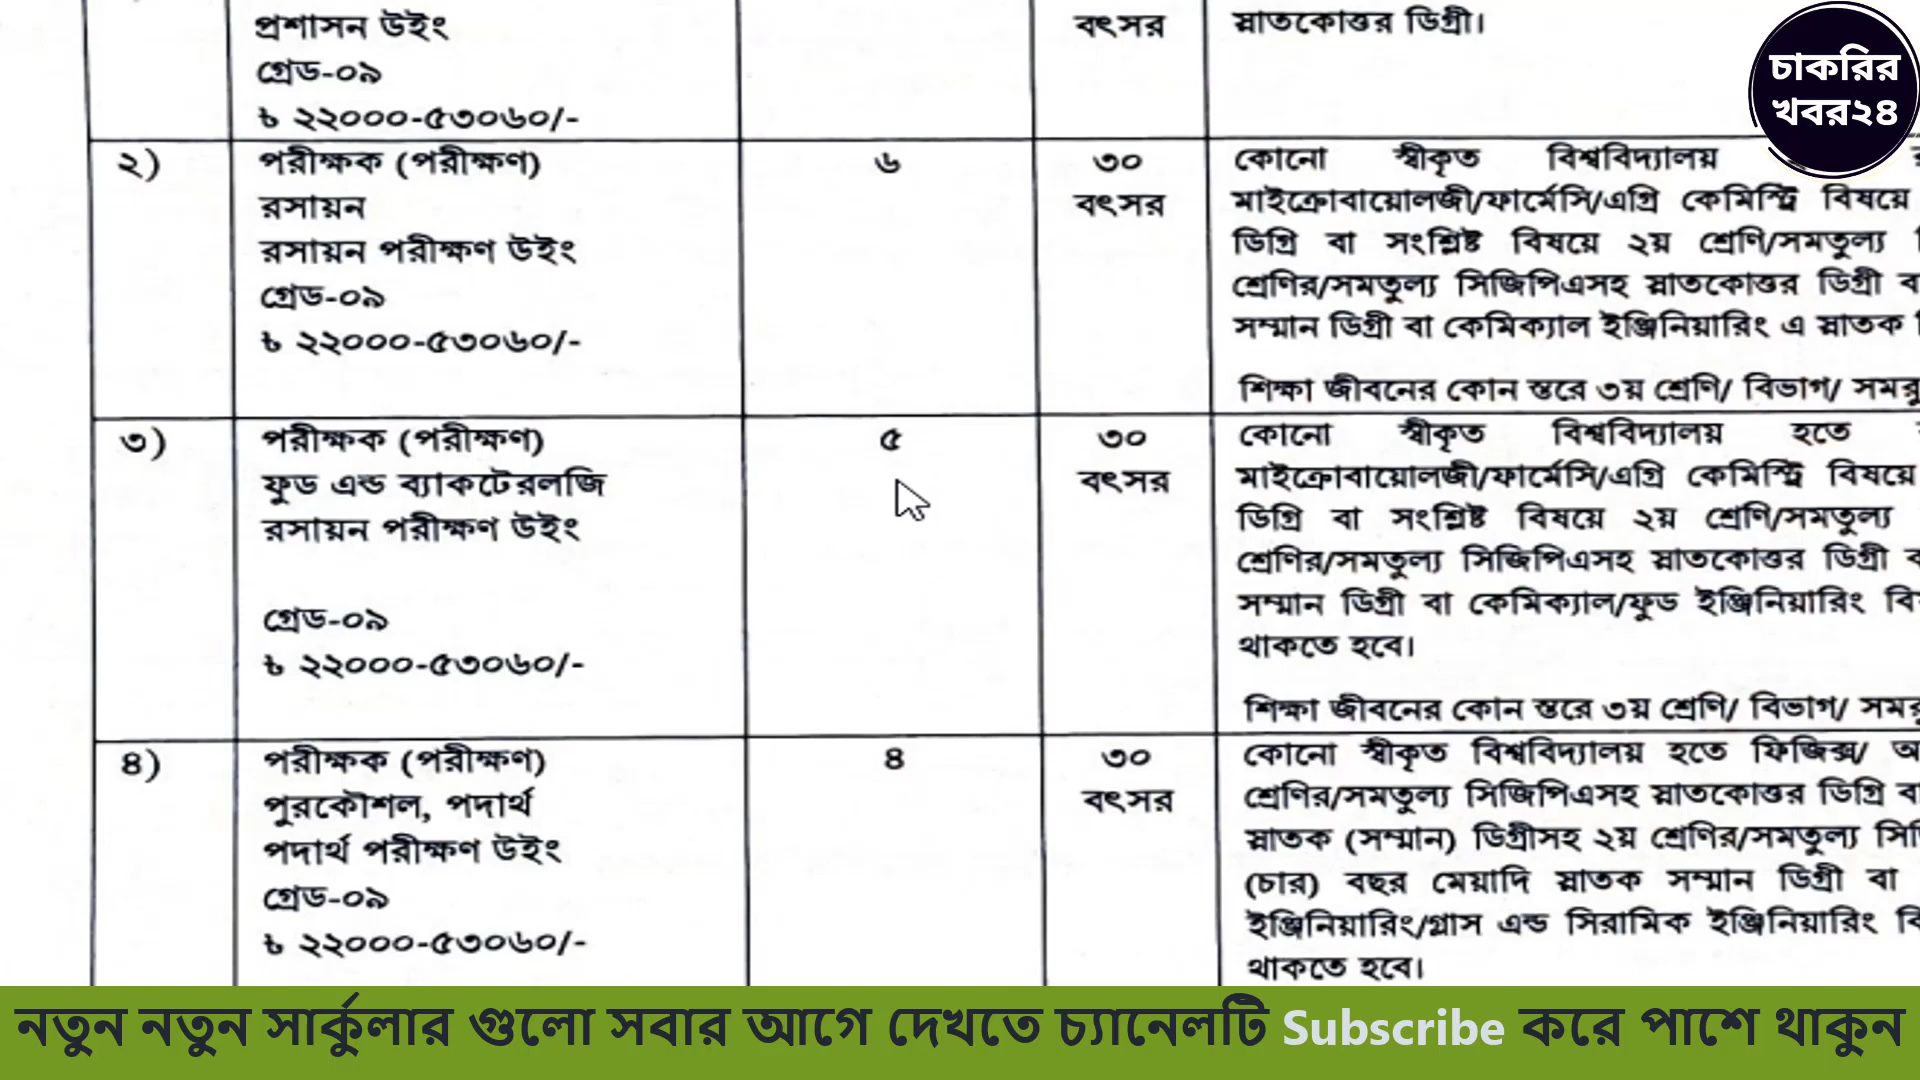 প্রশাসন উইং
গ্রেড-০৯
৳ ২২০০০-৫৩০৬০/-
বৎসর
স্নাতকোত্তর ডিগ্রী।
চাকরির
খবর২৪
২)
পরীক্ষক (পরীক্ষণ)
রসায়ন
রসায়ন পরীক্ষণ উইং
গ্রেড-০৯
৳ ২২০০০-৫৩০৬০/-
৬
৩০
বৎসর
কোনো স্বীকৃত বিশ্ববিদ্যালয়
মাইক্রোবায়োলজী/ফার্মেসি/এগ্রি কেমিস্ট্রি বিষয়ে
ডিগ্রি বা সংশ্লিষ্ট বিষয়ে ২য় শ্রেণি/সমতুল্য
শ্রেণির/সমতুল্য সিজিপিএসহ স্নাতকোত্তর ডিগ্রী
সম্মান ডিগ্রী বা কেমিক্যাল ইঞ্জিনিয়ারিং এ স্নাতক
শিক্ষা জীবনের কোন স্তরে ৩য় শ্রেণি/ বিভাগ/
৩)
পরীক্ষক (পরীক্ষণ)
ফুড এন্ড ব্যাকটেরলজি
রসায়ন পরীক্ষণ উইং
গ্রেড-০৯
৳ ২২০০০-৫৩০৬০/-
৫
৩০
বৎসর
কোনো স্বীকৃত বিশ্ববিদ্যালয় হতে
মাইক্রোবায়োলজী/ফার্মেসি/এগ্রি কেমিস্ট্রি বিষয়ে
ডিগ্রি বা সংশ্লিষ্ট বিষয়ে ২য় শ্রেণি/সমতুল্য
শ্রেণির/সমতুল্য সিজিপিএসহ স্নাতকোত্তর ডিগ্রী
সম্মান ডিগ্রী বা কেমিক্যাল/ফুড ইঞ্জিনিয়ারিং
থাকতে হবে।
শিক্ষা জীবনের কোন স্তরে ৩য় শ্রেণি/ বিভাগ/
৪)
পরীক্ষক (পরীক্ষণ)
পুরকৌশল, পদার্থ
পদার্থ পরীক্ষণ উইং
গ্রেড-০৯
৳ ২২০০০-৫৩০৬০/-
৪
৩০
বৎসর
কোনো স্বীকৃত বিশ্ববিদ্যালয় হতে ফিজিক্স/
শ্রেণির/সমতুল্য সিজিপিএসহ স্নাতকোত্তর ডিগ্রি
স্নাতক (সম্মান) ডিগ্রীসহ ২য় শ্রেণির/সমতুল্য
(চার) বছর মেয়াদি স্নাতক সম্মান ডিগ্রী বা
ইঞ্জিনিয়ারিং/গ্লাস এন্ড সিরামিক ইঞ্জিনিয়ারিং
থাকতে হবে।
নতুন নতুন সার্কুলার গুলো সবার আগে দেখতে চ্যানেলটি Subscribe করে পাশে থাকুন